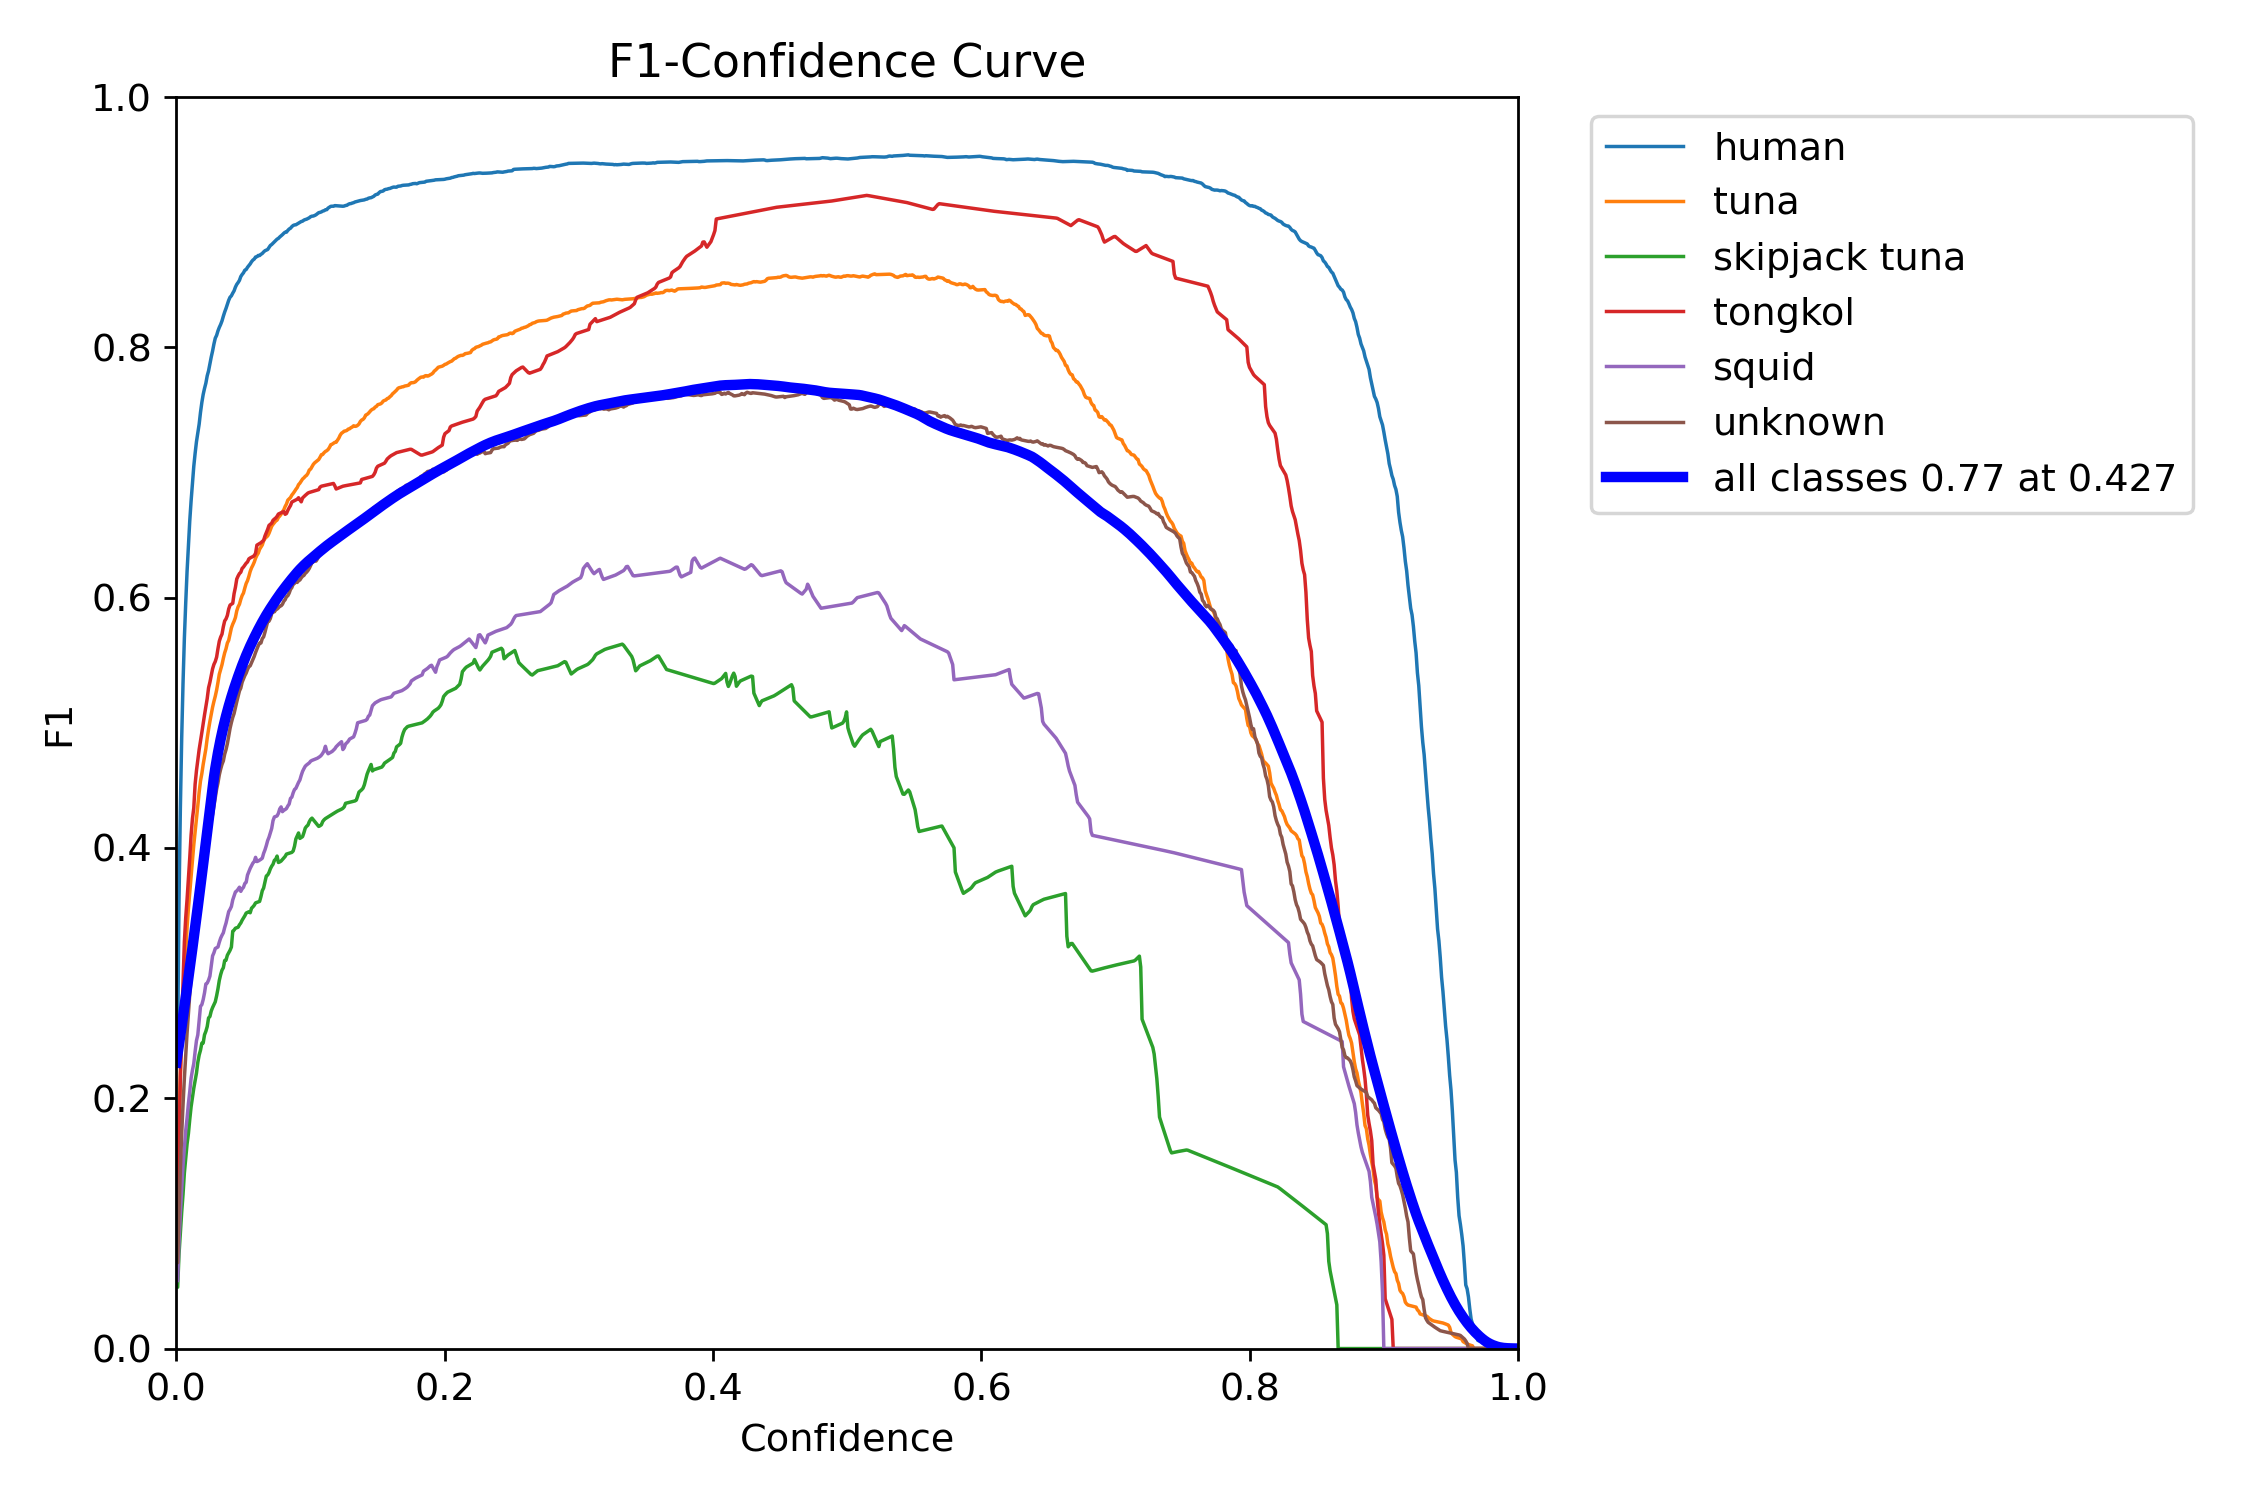 F1-Confidence Curve
1.0
0.8
0.6
0.4
0.2
0.0
F1
0.0 0.2 0.4 0.6 0.8 1.0
Confidence
human
tuna
skipjack tuna
tongkol
squid
unknown
all classes 0.77 at 0.427